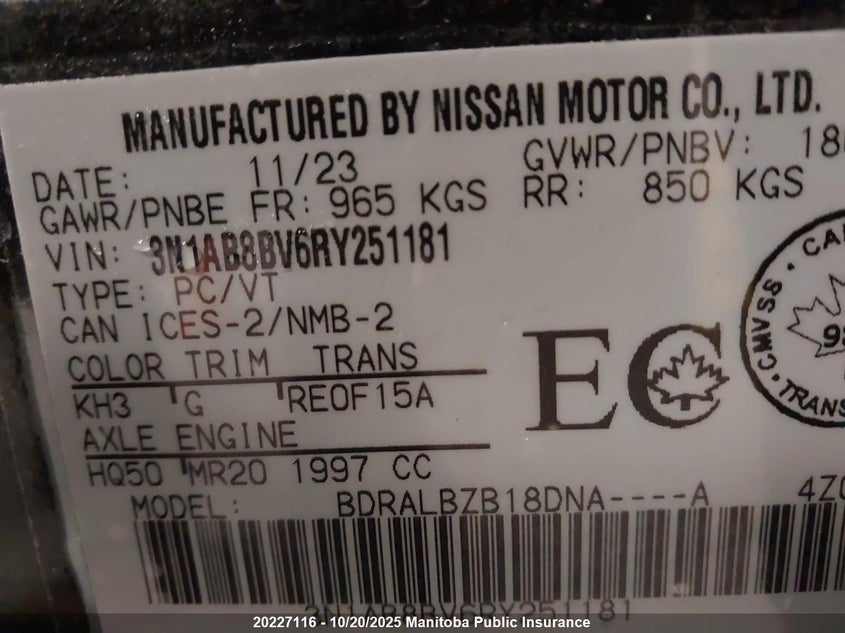 MANUFACTURED BY NISSAN MOTOR CO., LTD.
DATE: 11/23 GVWR/PNBV:
GAWR/PNBE FR: 965 KGS RR: 850 KGS
VIN: 3N1AB8BV6RY251181
TYPE: PC/VT
CAN ICES-2/NMB-2
COLOR TRIM TRANS
KH3 G RE0F15A
AXLE ENGINE
HQ50 MR20 1997 CC
MODEL: BDRALBZB18DNA----A
3N1AB8BV6RY251181
EC
CMVSS
20227116 - 10/20/2025 Manitoba Public Insurance